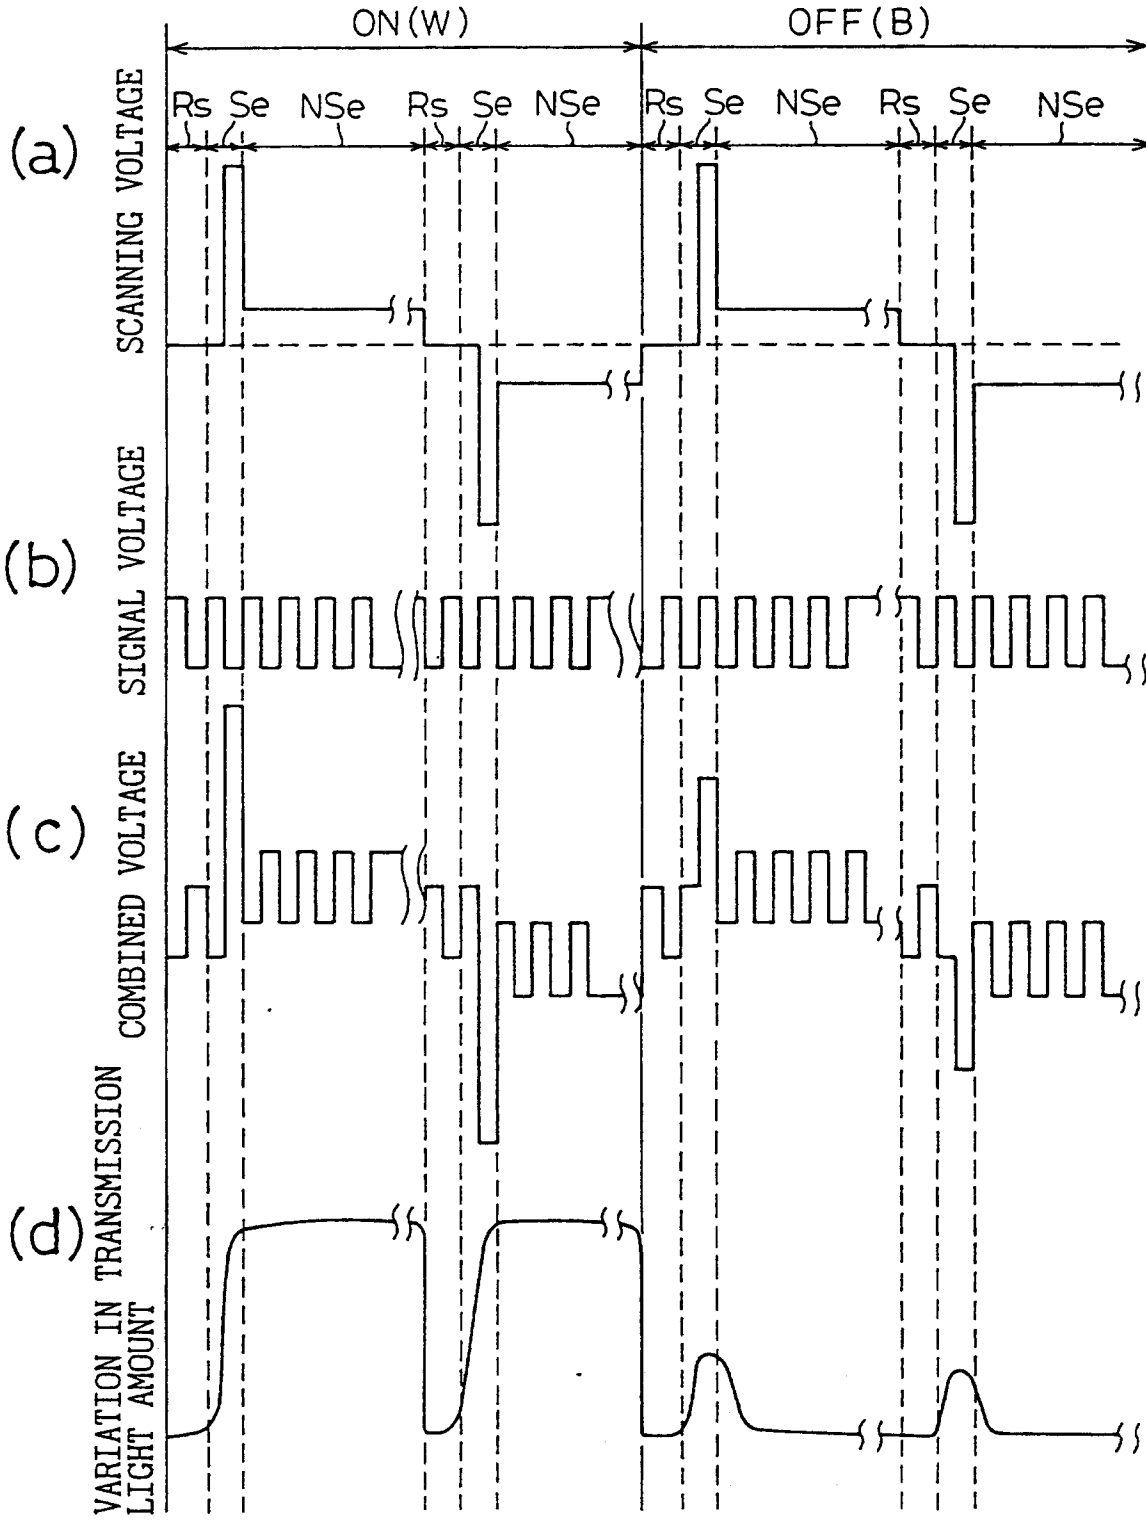 ON(W)
OFF(B)
Rs Se NSe Rs Se NSe Rs Se NSe Rs Se NSe
(a)
SCANNING VOLTAGE
(b)
SIGNAL VOLTAGE
(c)
COMBINED VOLTAGE
(d)
VARIATION IN TRANSMISSION
LIGHT AMOUNT